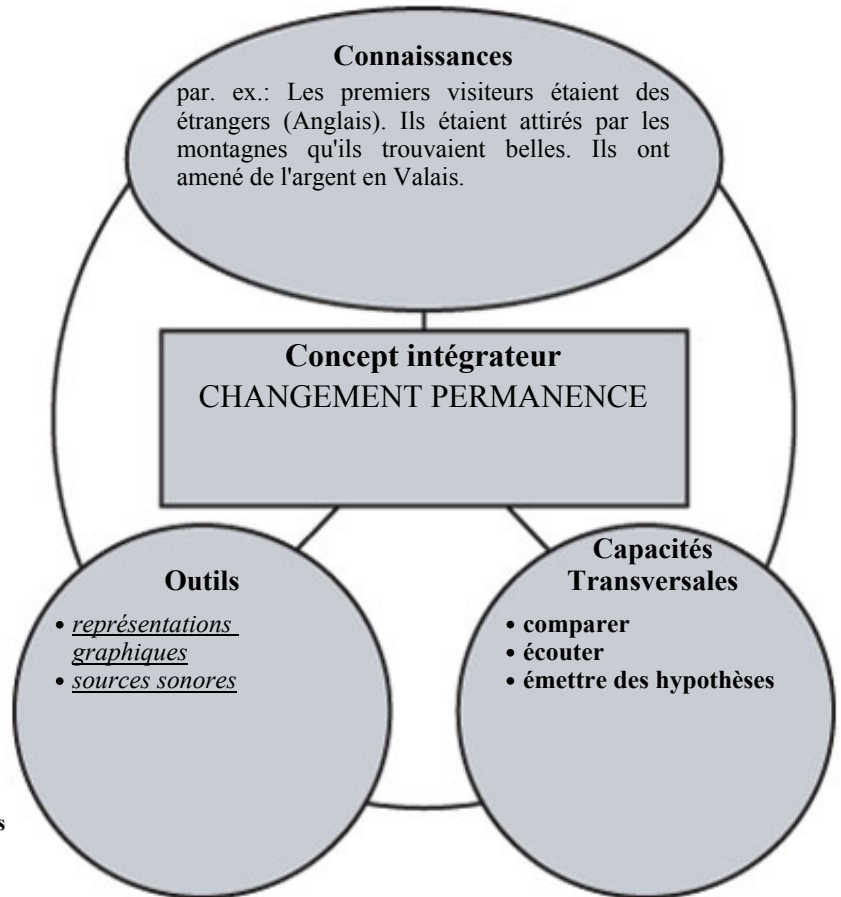 Connaissances
par. ex.: Les premiers visiteurs étaient des
étrangers (Anglais). Ils étaient attirés par les
montagnes qu'ils trouvaient belles. Ils ont
amené de l'argent en Valais.
Concept intégrateur
CHANGEMENT PERMANENCE
Outils
• représentations
graphiques
• sources sonores
Capacités
Transversales
• comparer
• écouter
• émettre des hypothèses
s